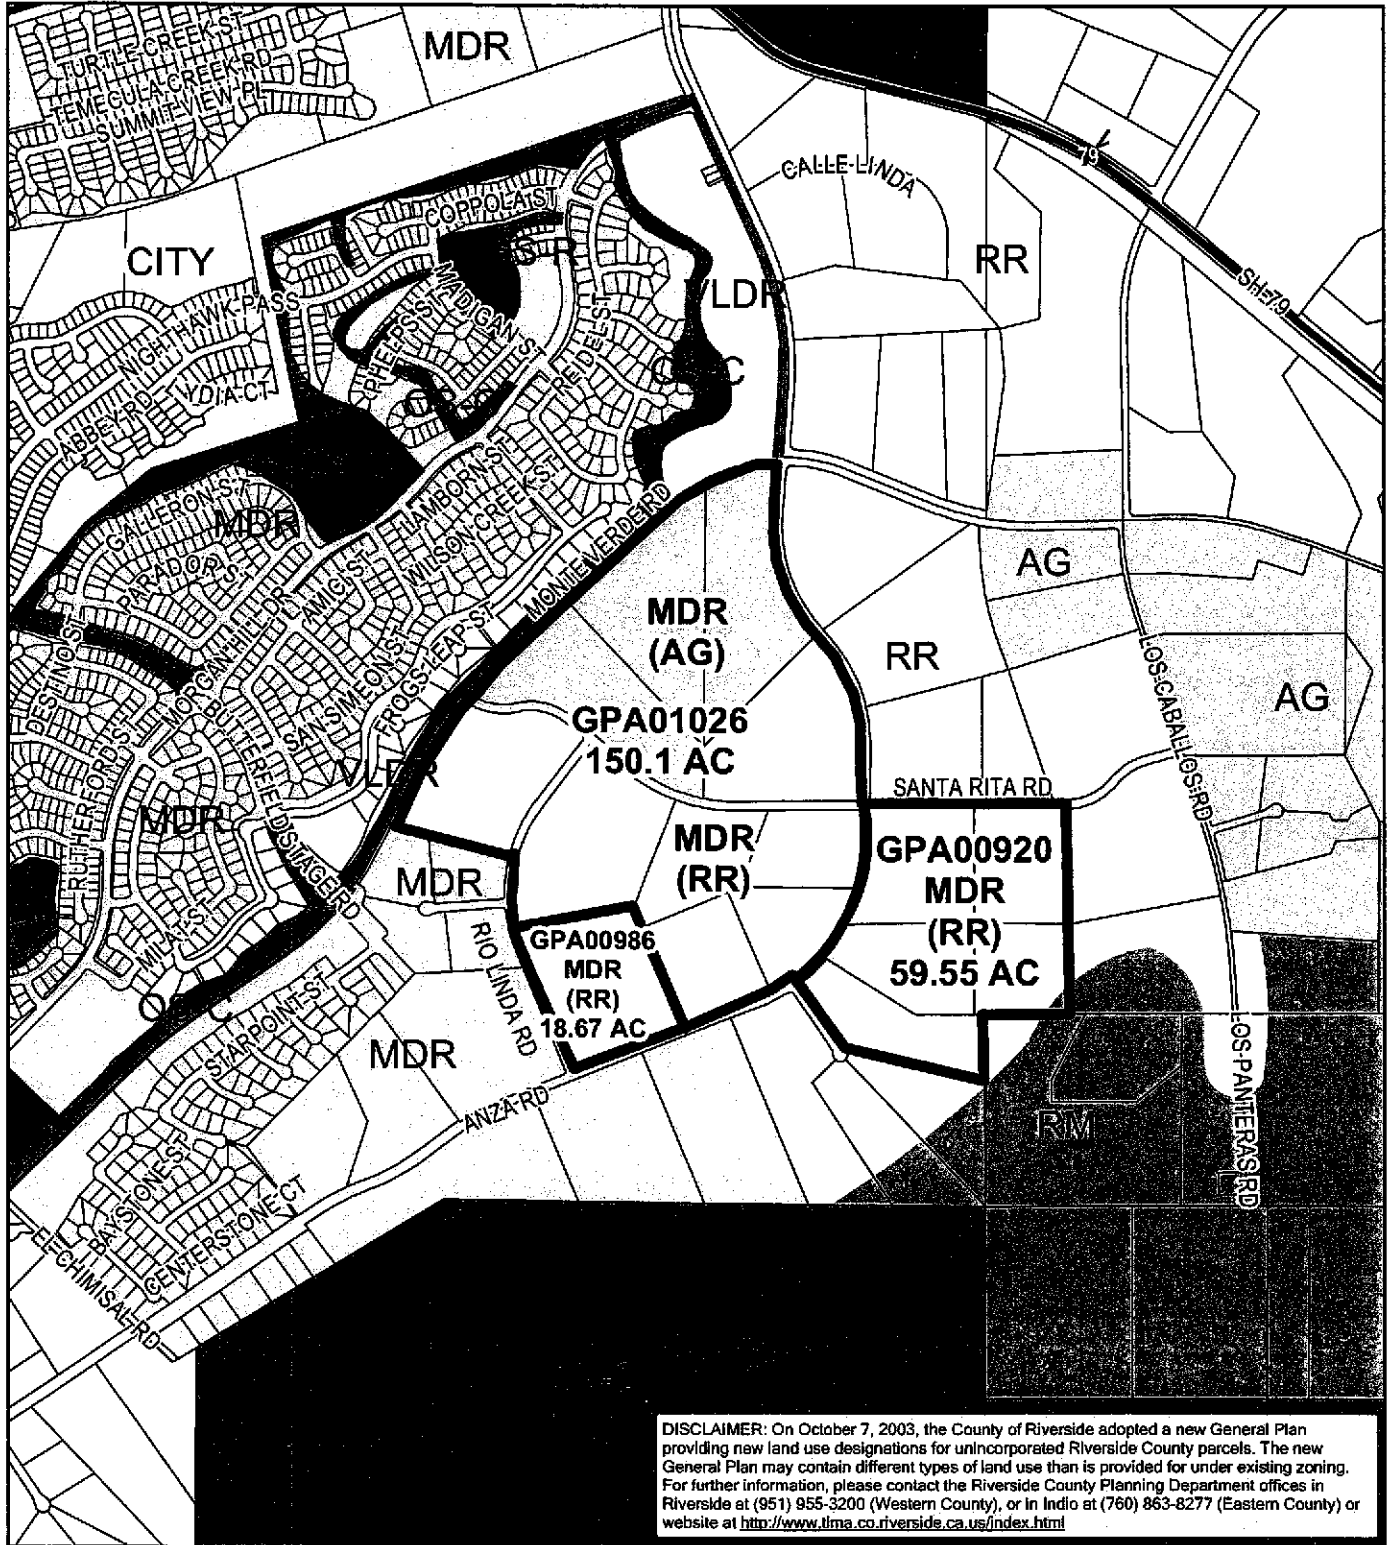 MDR
TURTLE CREEK ST
TEMECULA CREEK RD
SUMMIT VIEW PL
79
CALLE LINDA
COPPOLA ST
CITY
RR
VLDR
SH-79
MADIGAN ST
NIGHTHAWK PASS
PHELPS ST
REIDEL ST
LYDIA CT
ABBEY RD
HAMBORN ST
WILSON CREEK ST
GALLERON ST
MDR
PARADOR ST
MONTE VERDE RD
AG
AMICI ST
MDR
(AG)
RR
DESTINO ST
MORGAN HILL DR
SAN SIMEON ST
FROGS LEAP ST
LOS CABALLOS RD
AG
GPA01026
150.1 AC
RUTHERFORD ST
BUTTERFIELD STAGE RD
VLDR
SANTA RITA RD
MDR
MDR
(RR)
GPA00920
MDR
(RR)
59.55 AC
MDR
MILAT ST
RIO LINDA RD
GPA00986
MDR
(RR)
18.67 AC
STARPOINT ST
MDR
ANZA RD
LOS PANTERAS RD
RM
BAYSTONE ST
CENTERSTONE CT
EL CHIMISAL RD
DISCLAIMER: On October 7, 2003, the County of Riverside adopted a new General Plan
providing new land use designations for unincorporated Riverside County parcels. The new
General Plan may contain different types of land use than is provided for under existing zoning.
For further information, please contact the Riverside County Planning Department offices in
Riverside at (951) 955-3200 (Western County), or in Indio at (760) 863-8277 (Eastern County) or
website at http://www.tlma.co.riverside.ca.us/index.html